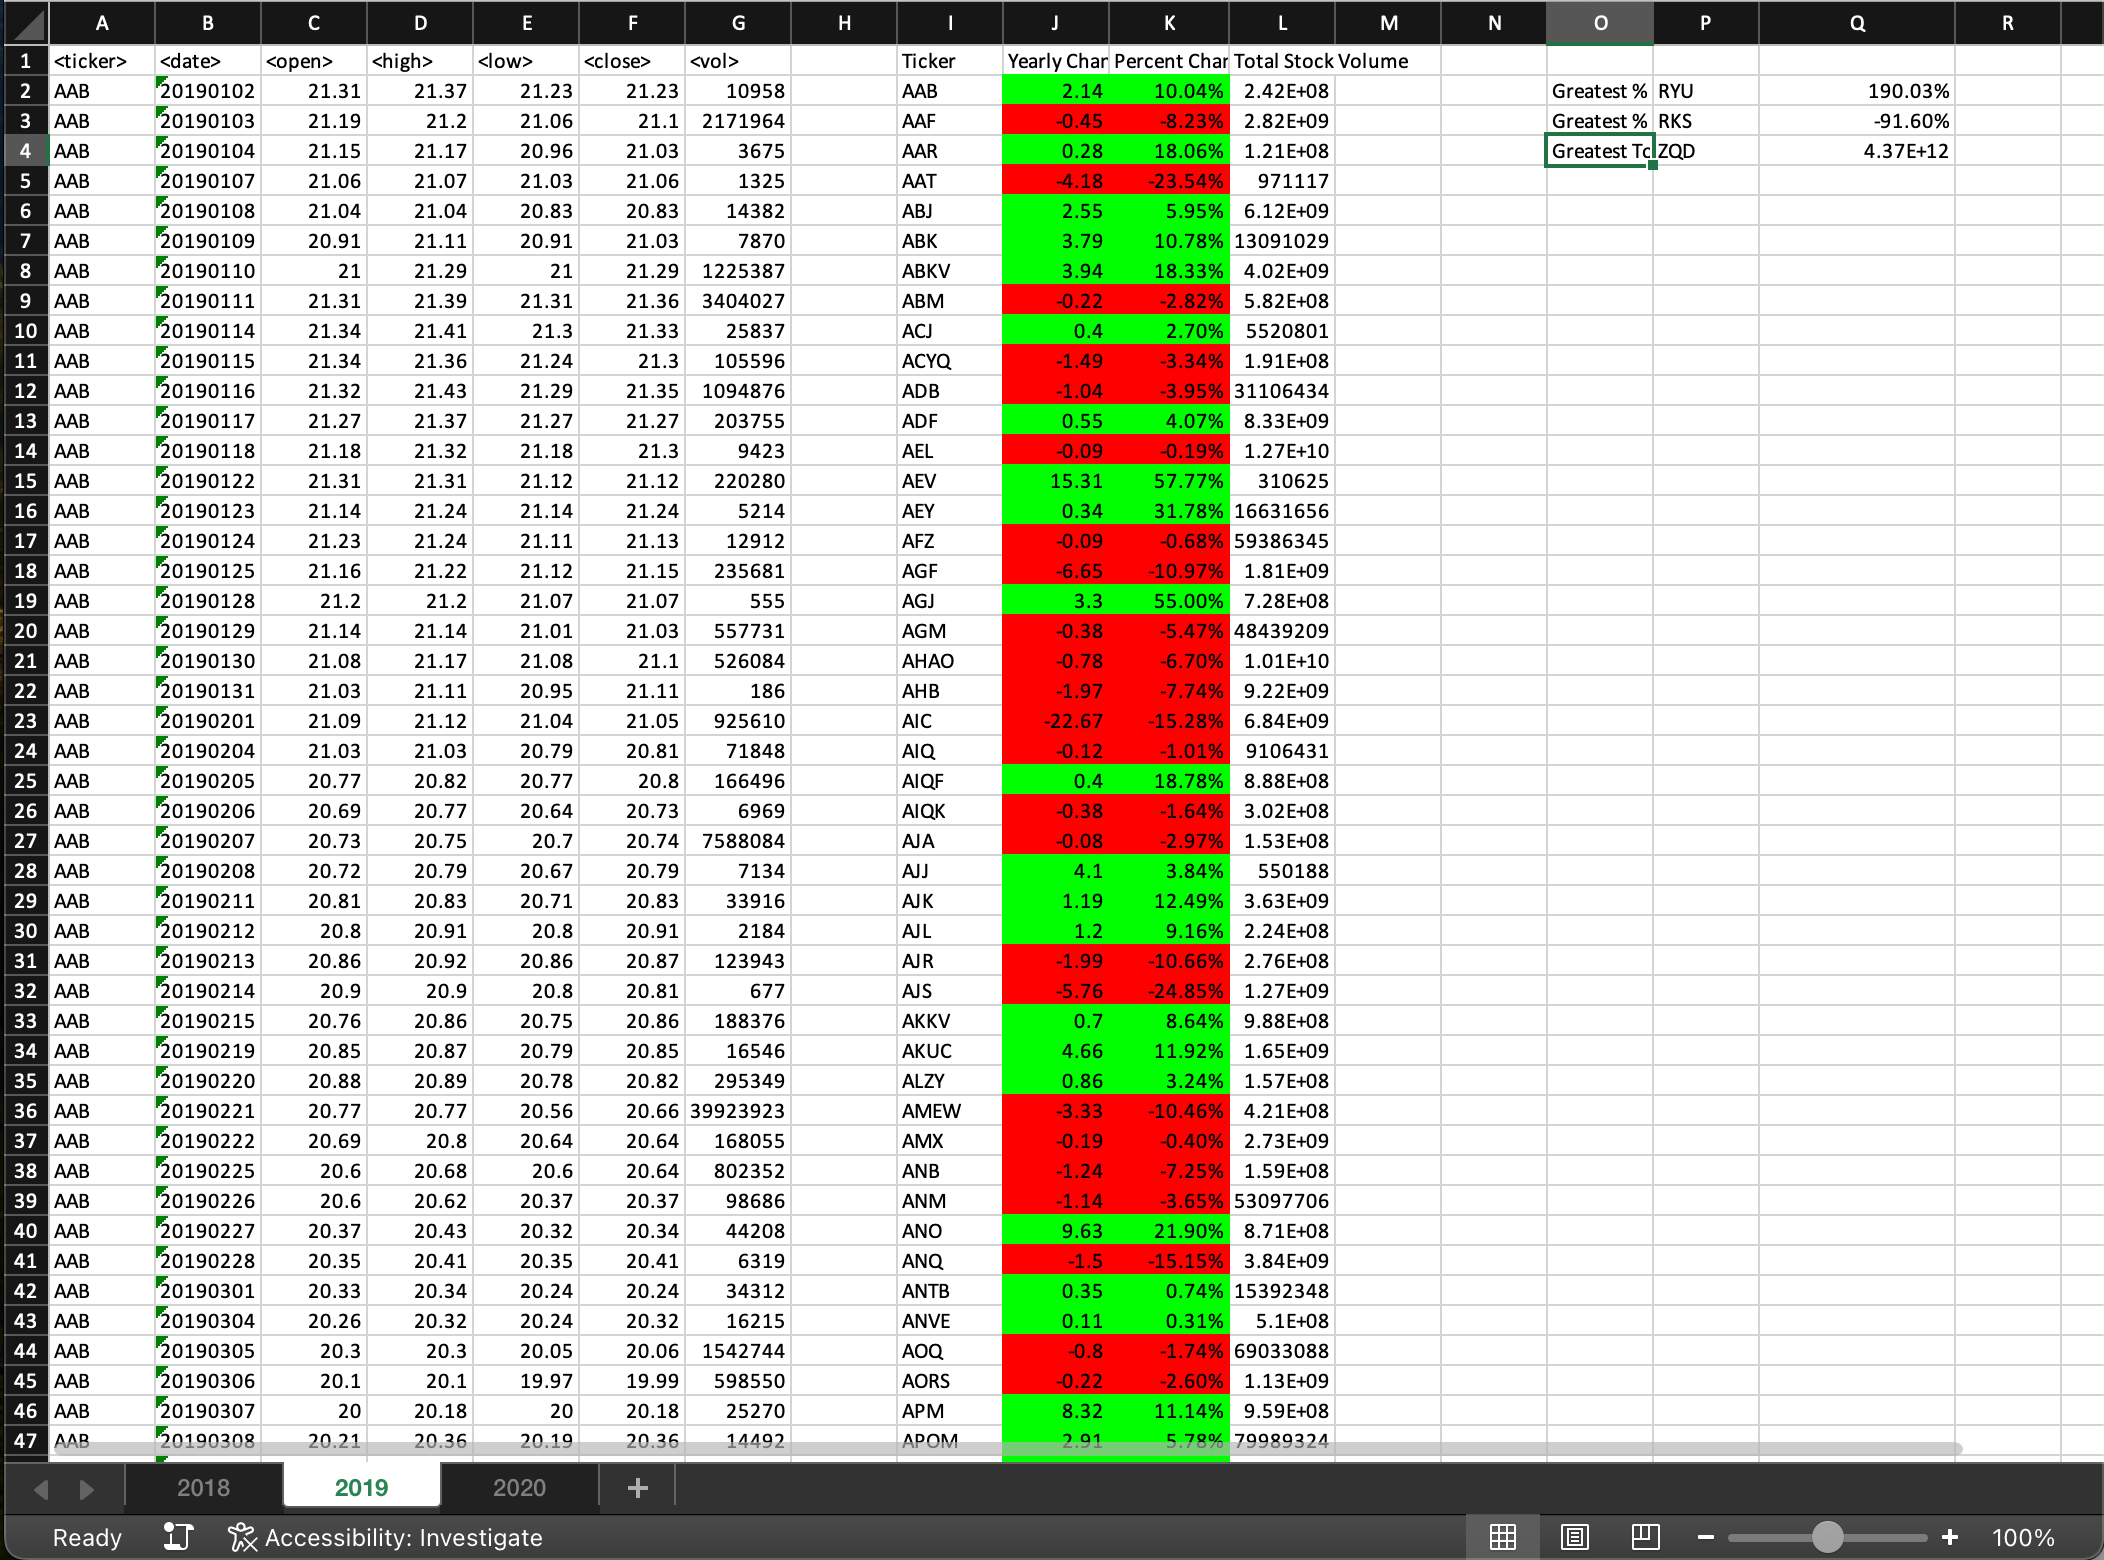 A B C D E F G H I J K L M N O P Q R
1 <ticker> <date> <open> <high> <low> <close> <vol> Ticker Yearly Char Percent Char Total Stock Volume
2 AAB 20190102 21.31 21.37 21.23 21.23 10958 AAB 2.14 10.04% 2.42E+08 Greatest % RYU 190.03%
3 AAB 20190103 21.19 21.2 21.06 21.1 2171964 AAF -0.45 -8.23% 2.82E+09 Greatest % RKS -91.60%
4 AAB 20190104 21.15 21.17 20.96 21.03 3675 AAR 0.28 18.06% 1.21E+08 Greatest Tc ZQD 4.37E+12
5 AAB 20190107 21.06 21.07 21.03 21.06 1325 AAT -4.18 -23.54% 971117
6 AAB 20190108 21.04 21.04 20.83 20.83 14382 ABJ 2.55 5.95% 6.12E+09
7 AAB 20190109 20.91 21.11 20.91 21.03 7870 ABK 3.79 10.78% 13091029
8 AAB 20190110 21 21.29 21 21.29 1225387 ABKV 3.94 18.33% 4.02E+09
9 AAB 20190111 21.31 21.39 21.31 21.36 3404027 ABM -0.22 -2.82% 5.82E+08
10 AAB 20190114 21.34 21.41 21.3 21.33 25837 ACJ 0.4 2.70% 5520801
11 AAB 20190115 21.34 21.36 21.24 21.3 105596 ACYQ -1.49 -3.34% 1.91E+08
12 AAB 20190116 21.32 21.43 21.29 21.35 1094876 ADB -1.04 -3.95% 31106434
13 AAB 20190117 21.27 21.37 21.27 21.27 203755 ADF 0.55 4.07% 8.33E+09
14 AAB 20190118 21.18 21.32 21.18 21.3 9423 AEL -0.09 -0.19% 1.27E+10
15 AAB 20190122 21.31 21.31 21.12 21.12 220280 AEV 15.31 57.77% 310625
16 AAB 20190123 21.14 21.24 21.14 21.24 5214 AEY 0.34 31.78% 16631656
17 AAB 20190124 21.23 21.24 21.11 21.13 12912 AFZ -0.09 -0.68% 59386345
18 AAB 20190125 21.16 21.22 21.12 21.15 235681 AGF -6.65 -10.97% 1.81E+09
19 AAB 20190128 21.2 21.2 21.07 21.07 555 AGJ 3.3 55.00% 7.28E+08
20 AAB 20190129 21.14 21.14 21.01 21.03 557731 AGM -0.38 -5.47% 48439209
21 AAB 20190130 21.08 21.17 21.08 21.1 526084 AHAO -0.78 -6.70% 1.01E+10
22 AAB 20190131 21.03 21.11 20.95 21.11 186 AHB -1.97 -7.74% 9.22E+09
23 AAB 20190201 21.09 21.12 21.04 21.05 925610 AIC -22.67 -15.28% 6.84E+09
24 AAB 20190204 21.03 21.03 20.79 20.81 71848 AIQ -0.12 -1.01% 9106431
25 AAB 20190205 20.77 20.82 20.77 20.8 166496 AIQF 0.4 18.78% 8.88E+08
26 AAB 20190206 20.69 20.77 20.64 20.73 6969 AIQK -0.38 -1.64% 3.02E+08
27 AAB 20190207 20.73 20.75 20.7 20.74 7588084 AJA -0.08 -2.97% 1.53E+08
28 AAB 20190208 20.72 20.79 20.67 20.79 7134 AJJ 4.1 3.84% 550188
29 AAB 20190211 20.81 20.83 20.71 20.83 33916 AJK 1.19 12.49% 3.63E+09
30 AAB 20190212 20.8 20.91 20.8 20.91 2184 AJL 1.2 9.16% 2.24E+08
31 AAB 20190213 20.86 20.92 20.86 20.87 123943 AJR -1.99 -10.66% 2.76E+08
32 AAB 20190214 20.9 20.9 20.8 20.81 677 AJS -5.76 -24.85% 1.27E+09
33 AAB 20190215 20.76 20.86 20.75 20.86 188376 AKKV 0.7 8.64% 9.88E+08
34 AAB 20190219 20.85 20.87 20.79 20.85 16546 AKUC 4.66 11.92% 1.65E+09
35 AAB 20190220 20.88 20.89 20.78 20.82 295349 ALZY 0.86 3.24% 1.57E+08
36 AAB 20190221 20.77 20.77 20.56 20.66 39923923 AMEW -3.33 -10.46% 4.21E+08
37 AAB 20190222 20.69 20.8 20.64 20.64 168055 AMX -0.19 -0.40% 2.73E+09
38 AAB 20190225 20.6 20.68 20.6 20.64 802352 ANB -1.24 -7.25% 1.59E+08
39 AAB 20190226 20.6 20.62 20.37 20.37 98686 ANM -1.14 -3.65% 53097706
40 AAB 20190227 20.37 20.43 20.32 20.34 44208 ANO 9.63 21.90% 8.71E+08
41 AAB 20190228 20.35 20.41 20.35 20.41 6319 ANQ -1.5 -15.15% 3.84E+09
42 AAB 20190301 20.33 20.34 20.24 20.24 34312 ANTB 0.35 0.74% 15392348
43 AAB 20190304 20.26 20.32 20.24 20.32 16215 ANVE 0.11 0.31% 5.1E+08
44 AAB 20190305 20.3 20.3 20.05 20.06 1542744 AOQ -0.8 -1.74% 69033088
45 AAB 20190306 20.1 20.1 19.97 19.99 598550 AORS -0.22 -2.60% 1.13E+09
46 AAB 20190307 20 20.18 20 20.18 25270 APM 8.32 11.14% 9.59E+08
47 AAB 20190308 20.21 20.36 20.19 20.36 14492 APOM 2.91 5.78% 79989324
2018 2019 2020 +
Ready Accessibility: Investigate 100%